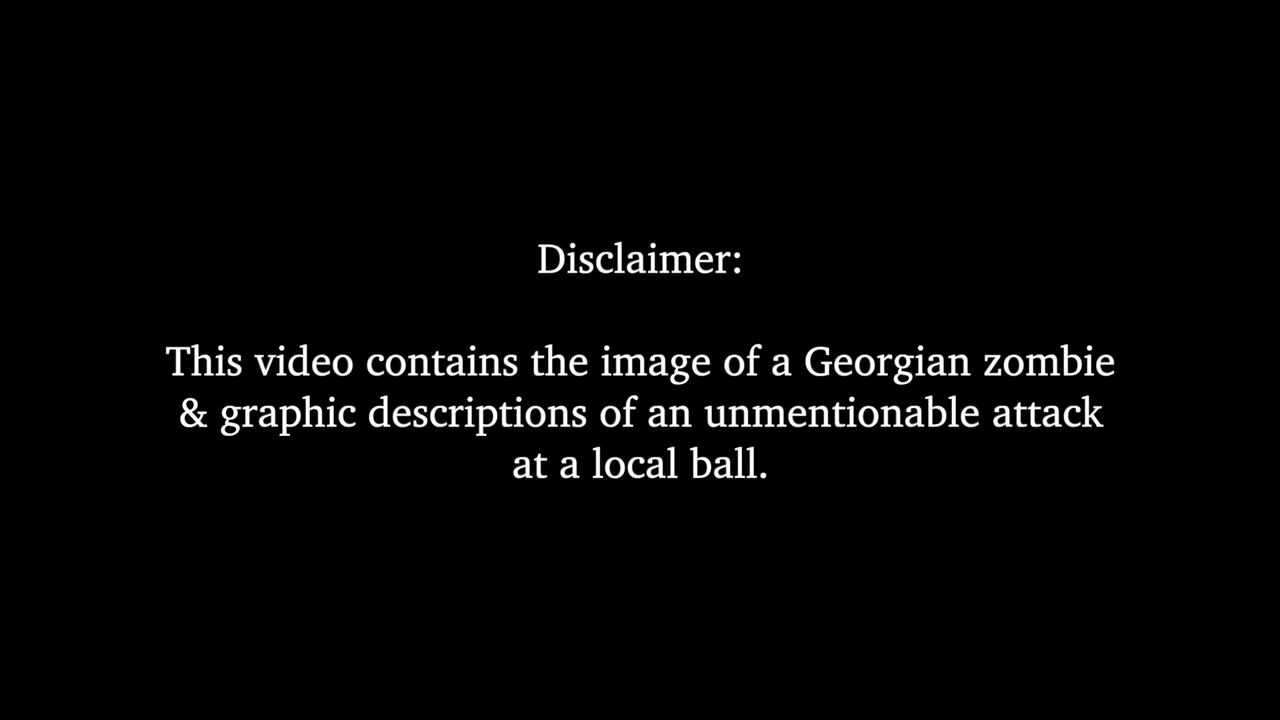 Disclaimer:
This video contains the image of a Georgian zombie
& graphic descriptions of an unmentionable attack
at a local ball.